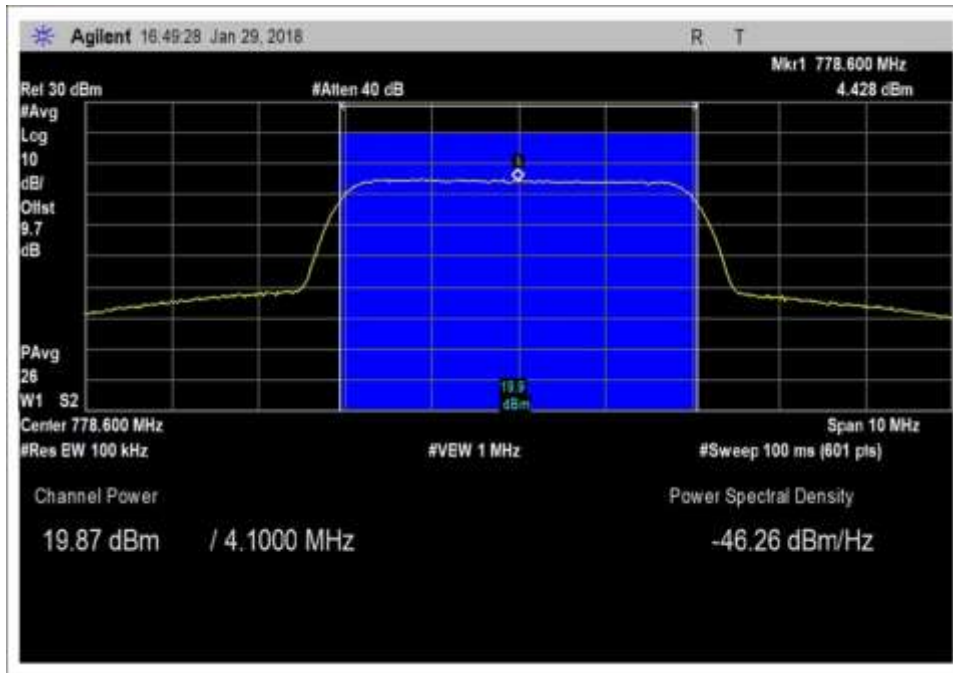 Agilent 16:49:28 Jan 29, 2018 R T
Mkr1 778.600 MHz
Ref 30 dBm #Atten 40 dB 4.428 dBm
#Avg
Log
10
dB/
Offst
9.7
dB
1
PAvg
26
W1 S2
19.9
dBm
Center 778.600 MHz Span 10 MHz
#Res BW 100 kHz #VBW 1 MHz #Sweep 100 ms (601 pts)
Channel Power Power Spectral Density
19.87 dBm / 4.1000 MHz -46.26 dBm/Hz